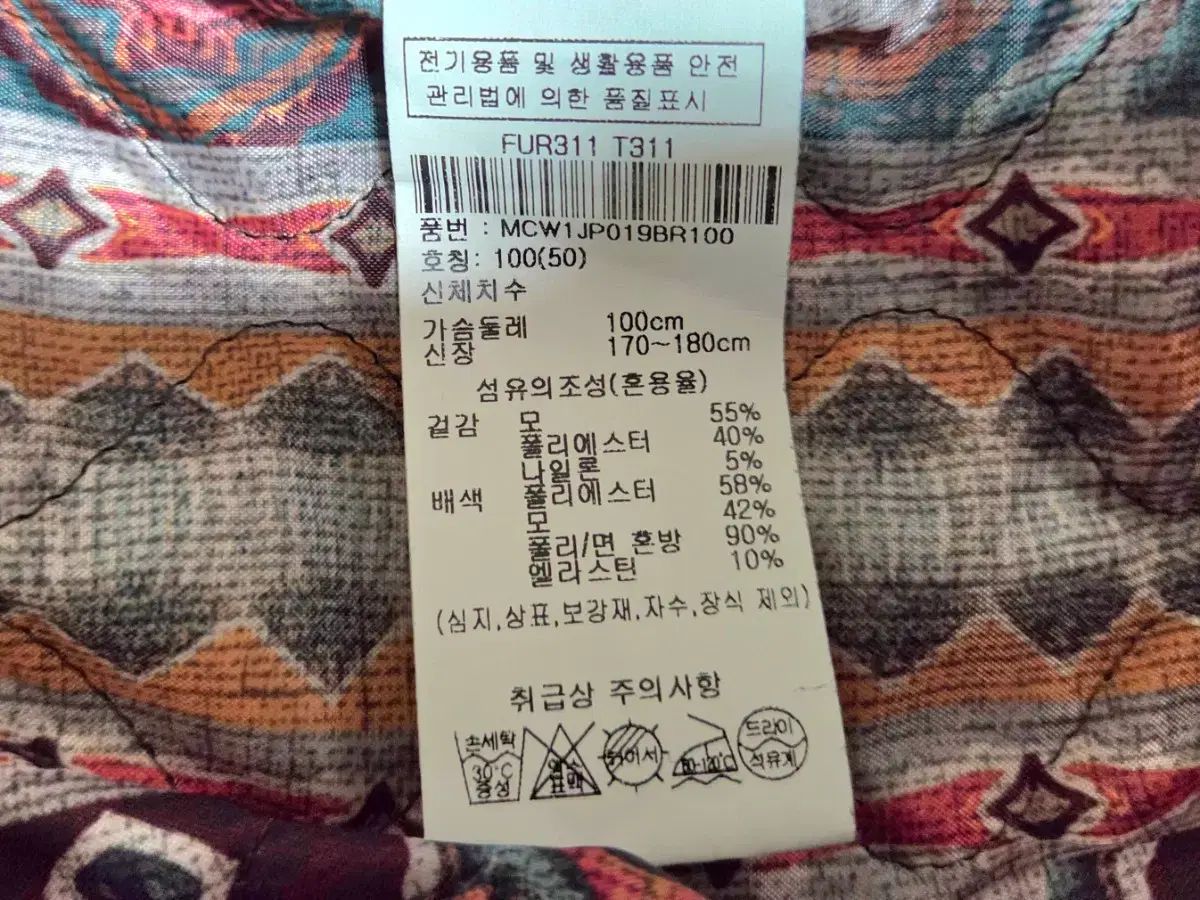 전기용품 및 생활용품 안전
관리법에 의한 품질표시
FUR311 T311
품번 : MCW1JP019BR100
호칭: 100(50)
신체치수
가슴둘레 100cm
신장 170~180cm
섬유의조성(혼용율)
겉감 모 55%
폴리에스터 40%
나일론 5%
배색 폴리에스터 58%
모 42%
폴리/면 혼방 90%
엘라스틴 10%
(심지,상표,보강재,자수,장식 제외)
취급상 주의사항
손세탁 드라이
30°C 뉘어서 석유계
중성 표백